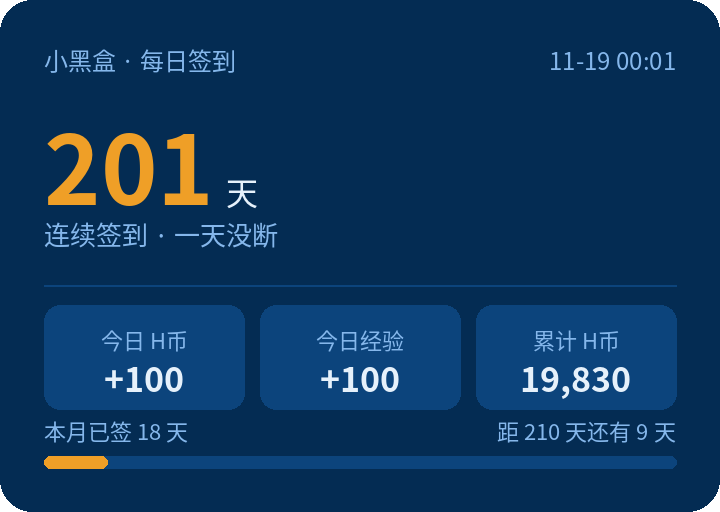 小黑盒 · 每日签到
11-19 00:01
201 天
连续签到 · 一天没断
今日 H币
+100
今日经验
+100
累计 H币
19,830
本月已签 18 天
距 210 天还有 9 天